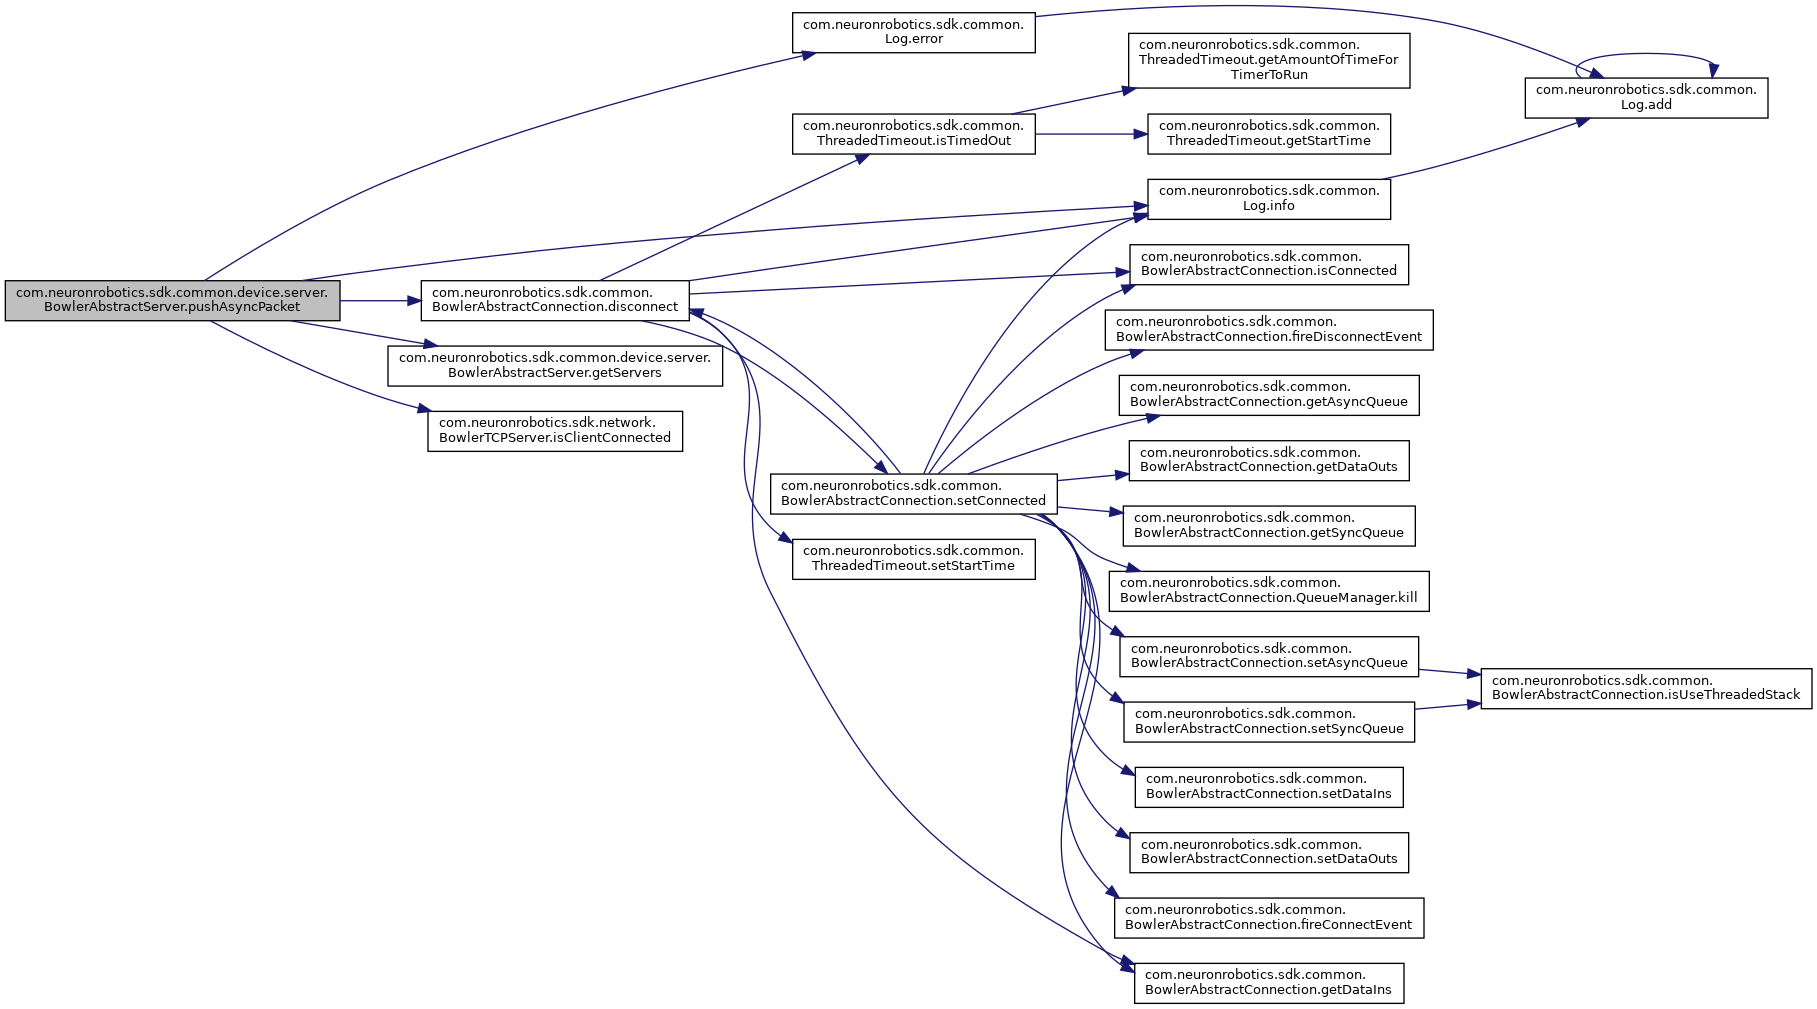 com.neuronrobotics.sdk.common.device.server.
BowlerAbstractServer.pushAsyncPacket
com.neuronrobotics.sdk.common.
Log.error
com.neuronrobotics.sdk.common.
Log.add
com.neuronrobotics.sdk.common.
BowlerAbstractConnection.disconnect
com.neuronrobotics.sdk.common.device.server.
BowlerAbstractServer.getServers
com.neuronrobotics.sdk.network.
BowlerTCPServer.isClientConnected
com.neuronrobotics.sdk.common.
ThreadedTimeout.isTimedOut
com.neuronrobotics.sdk.common.
BowlerAbstractConnection.setConnected
com.neuronrobotics.sdk.common.
ThreadedTimeout.setStartTime
com.neuronrobotics.sdk.common.
ThreadedTimeout.getAmountOfTimeFor
TimerToRun
com.neuronrobotics.sdk.common.
ThreadedTimeout.getStartTime
com.neuronrobotics.sdk.common.
Log.info
com.neuronrobotics.sdk.common.
BowlerAbstractConnection.isConnected
com.neuronrobotics.sdk.common.
BowlerAbstractConnection.fireDisconnectEvent
com.neuronrobotics.sdk.common.
BowlerAbstractConnection.getAsyncQueue
com.neuronrobotics.sdk.common.
BowlerAbstractConnection.getDataOuts
com.neuronrobotics.sdk.common.
BowlerAbstractConnection.getSyncQueue
com.neuronrobotics.sdk.common.
BowlerAbstractConnection.QueueManager.kill
com.neuronrobotics.sdk.common.
BowlerAbstractConnection.setAsyncQueue
com.neuronrobotics.sdk.common.
BowlerAbstractConnection.setSyncQueue
com.neuronrobotics.sdk.common.
BowlerAbstractConnection.isUseThreadedStack
com.neuronrobotics.sdk.common.
BowlerAbstractConnection.setDataIns
com.neuronrobotics.sdk.common.
BowlerAbstractConnection.setDataOuts
com.neuronrobotics.sdk.common.
BowlerAbstractConnection.fireConnectEvent
com.neuronrobotics.sdk.common.
BowlerAbstractConnection.getDataIns